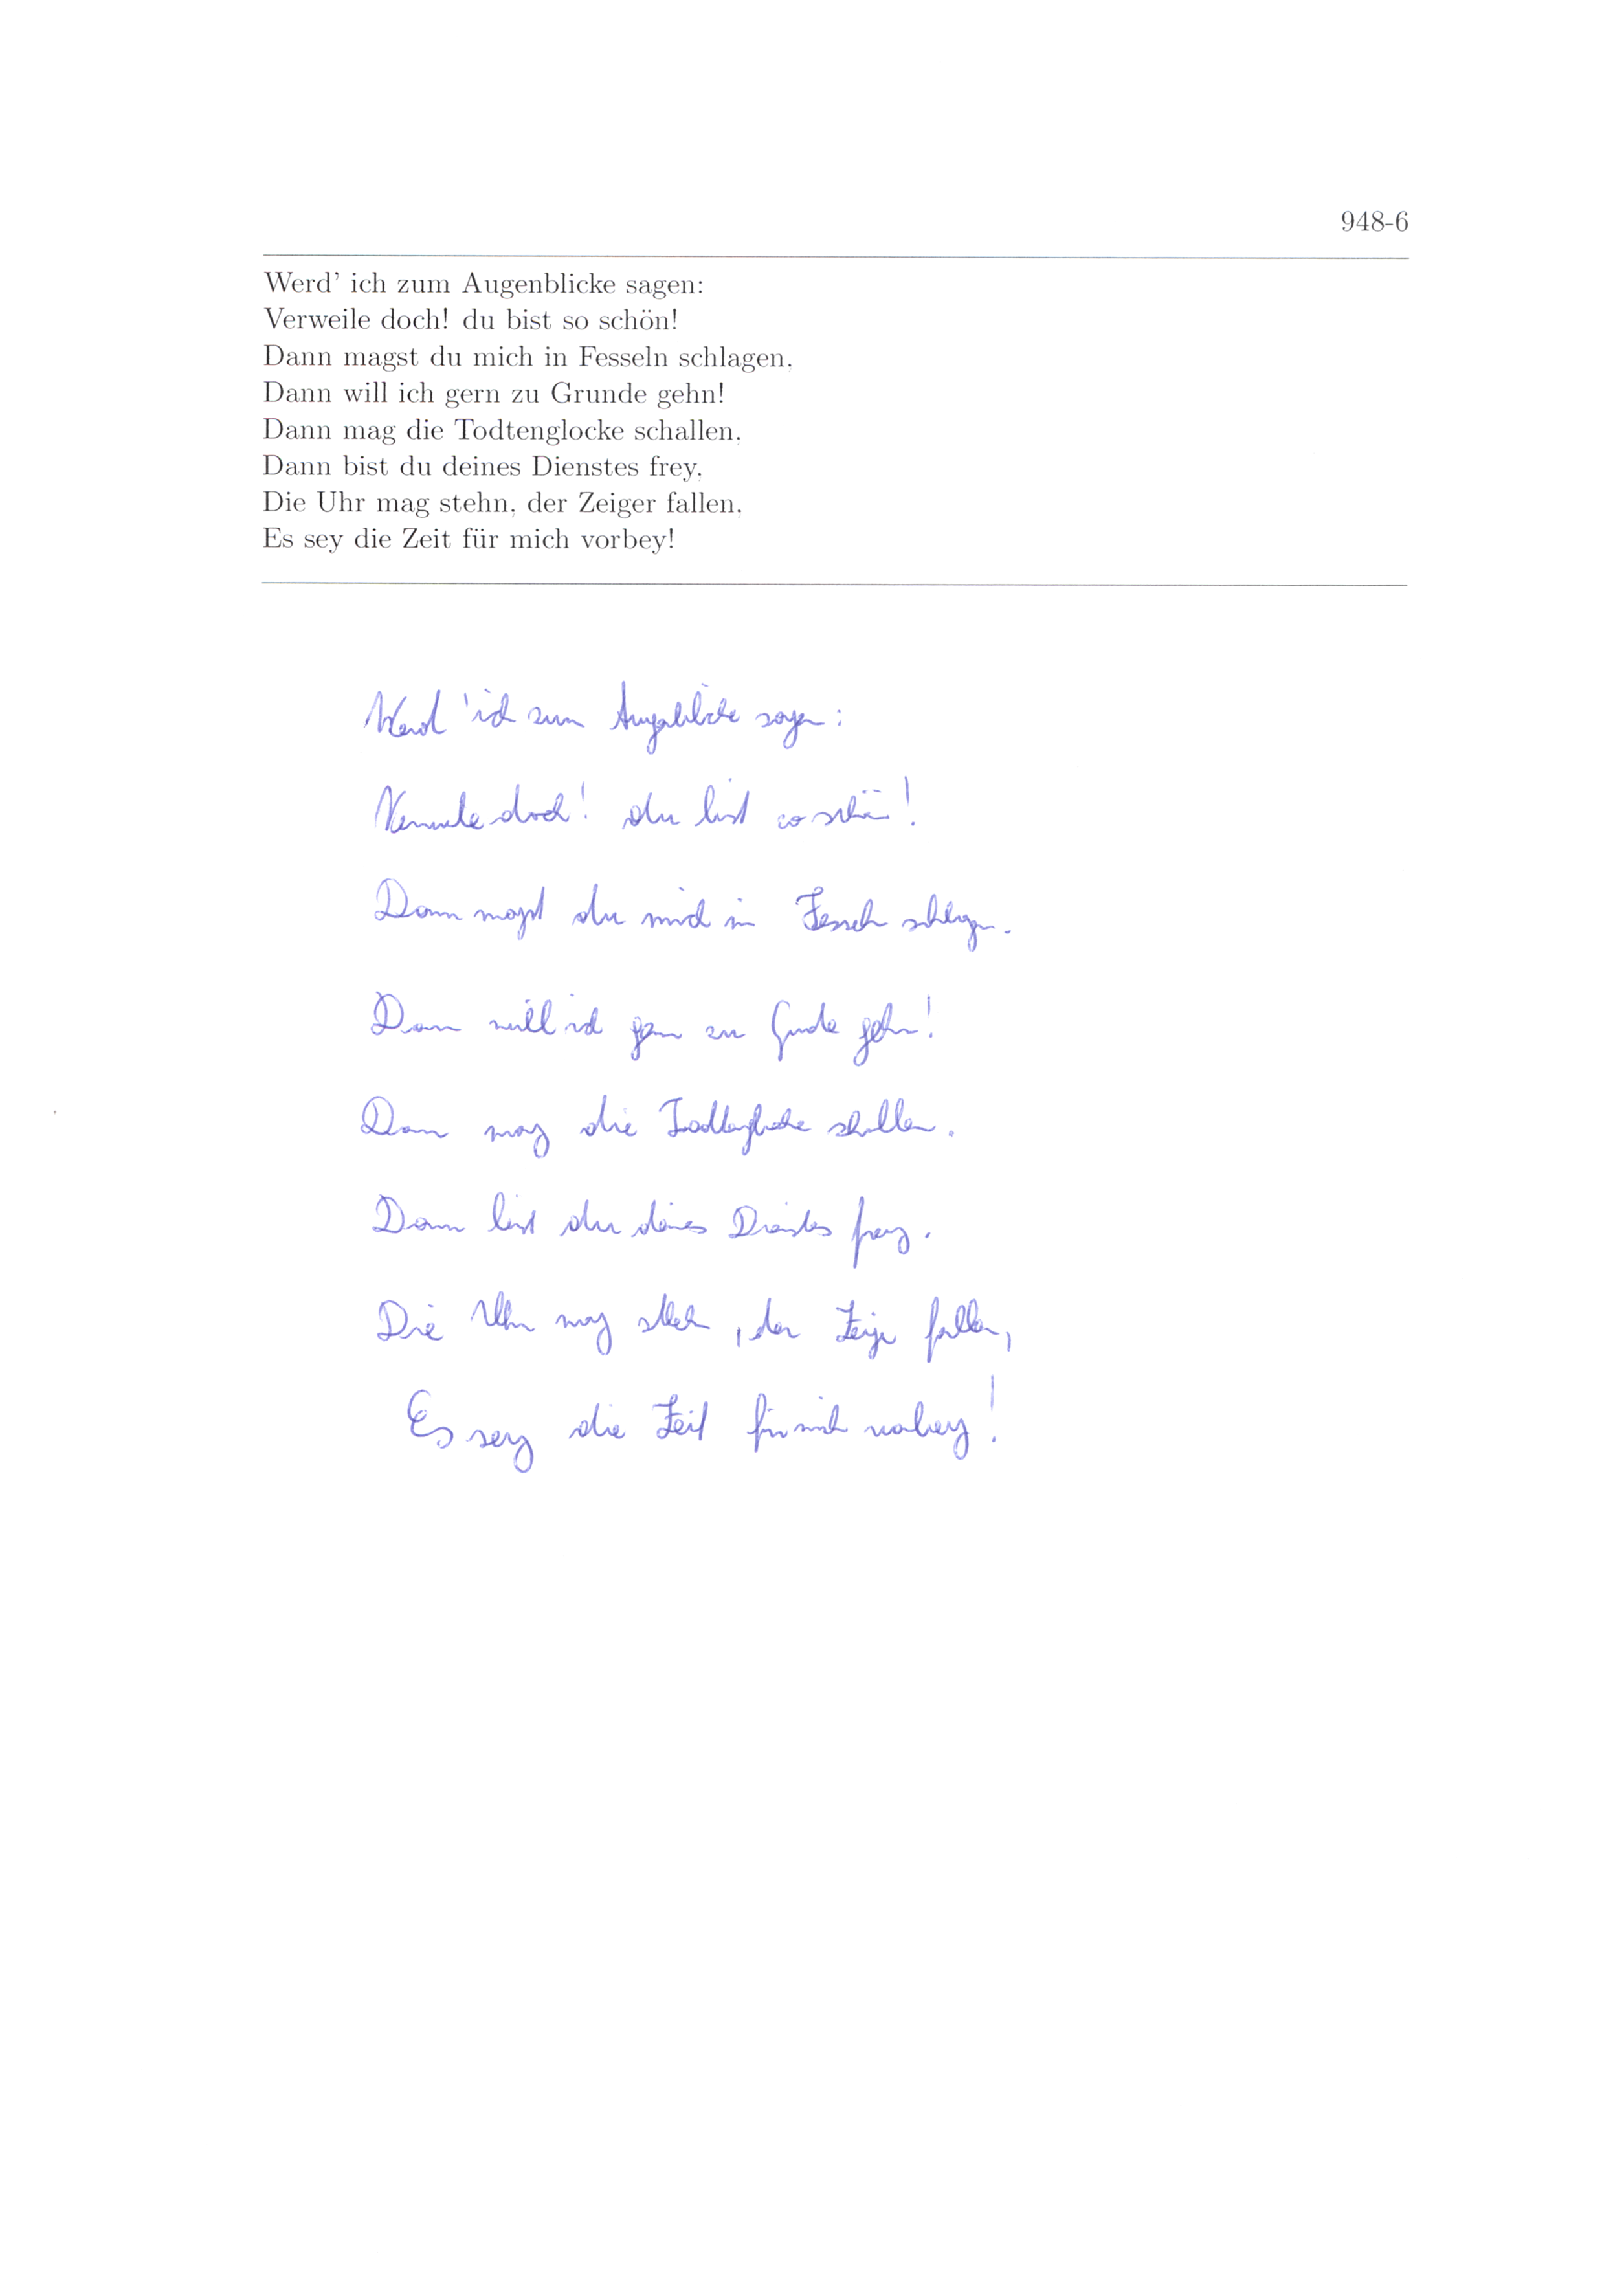 948-6
Werd' ich zum Augenblicke sagen:
Verweile doch! du bist so schön!
Dann magst du mich in Fesseln schlagen.
Dann will ich gern zu Grunde gehn!
Dann mag die Todtenglocke schallen.
Dann bist du deines Dienstes frey.
Die Uhr mag stehn, der Zeiger fallen.
Es sey die Zeit für mich vorbey!
Werd 'ich zum Augenblicke sagen:
Verweile doch! du bist so schön!
Dann magst du mich in Fesseln schlagen.
Dann will ich gern zu Grunde gehn!
Dann mag die Todtenglocke schallen.
Dann bist du deines Dienstes frey.
Die Uhr mag stehn, der Zeiger fallen,
Es sey die Zeit für mich vorbey!